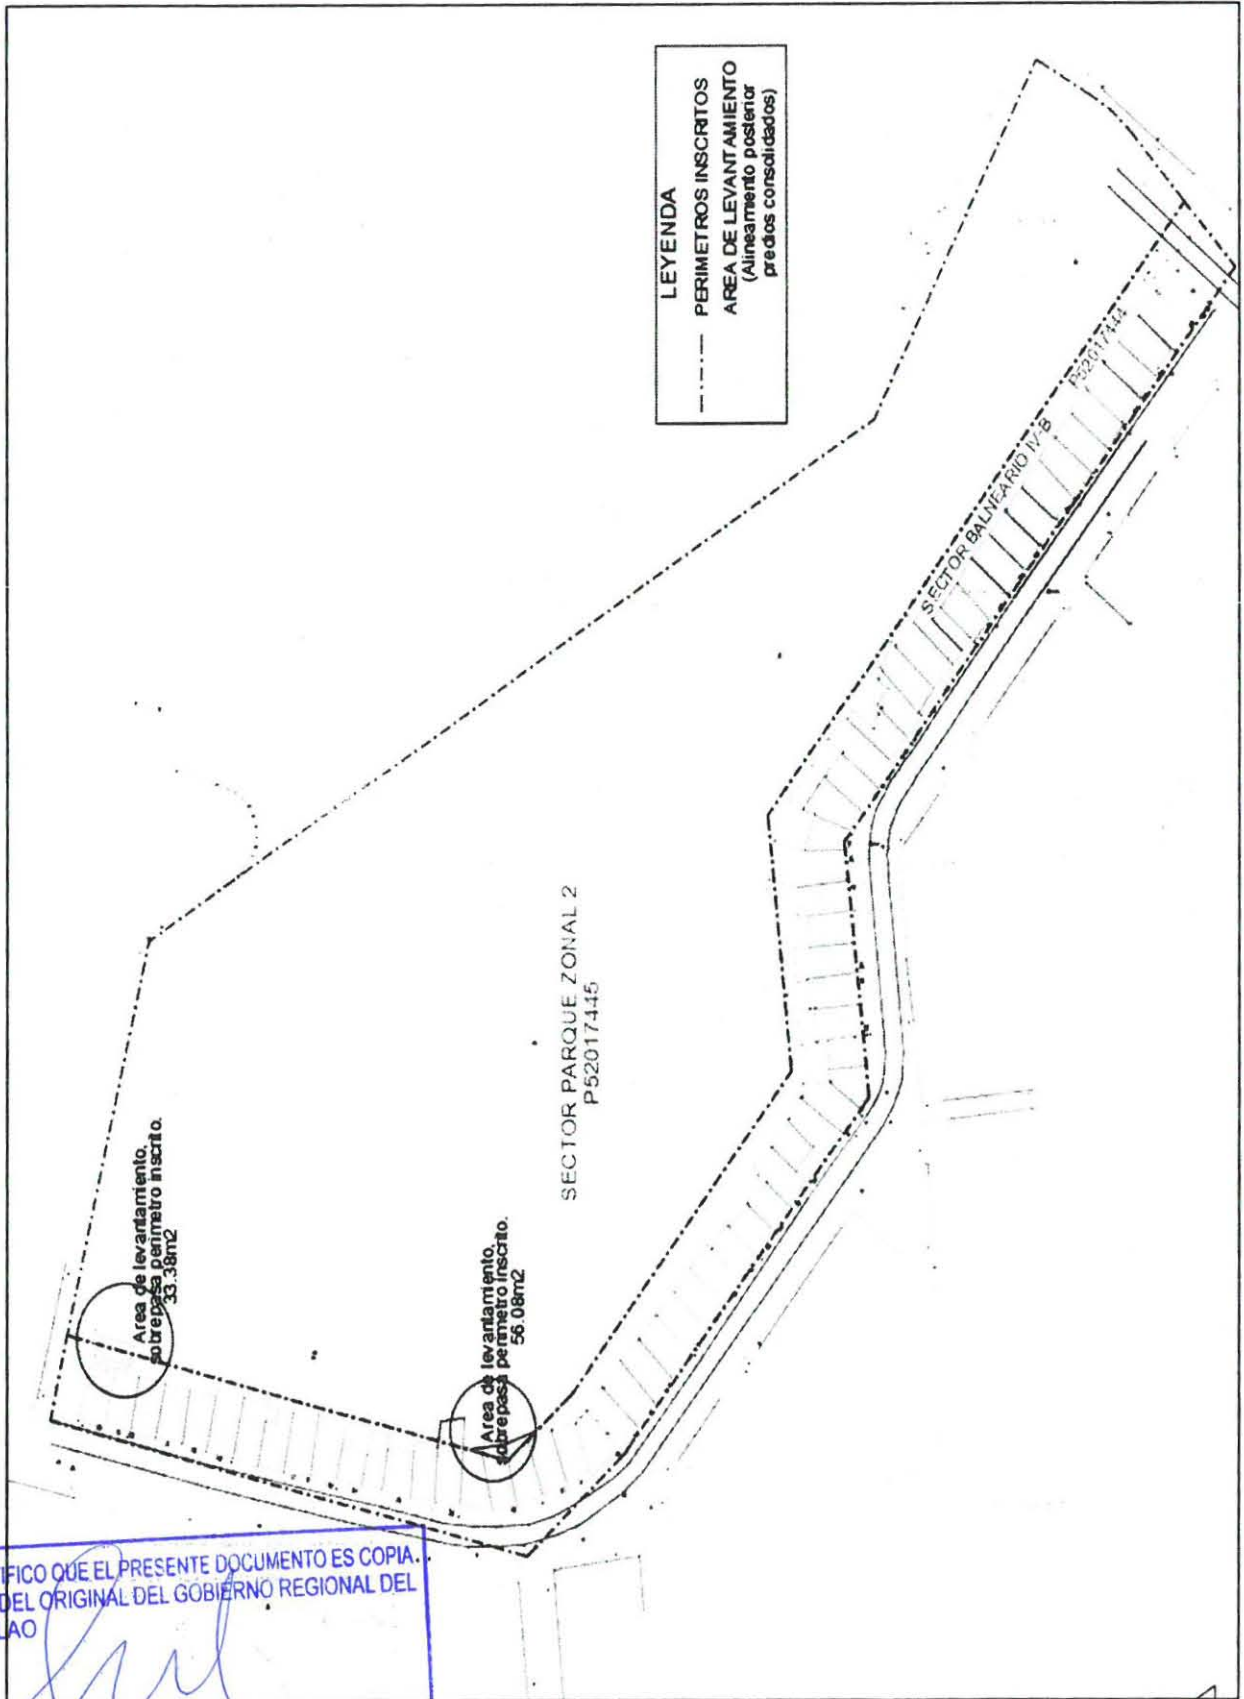 LEYENDA
PERIMETROS INSCRITOS
AREA DE LEVANTAMIENTO
(Alineamiento posterior
predios consolidados)
SECTOR BALNEARIO IV-B
P52017444
SECTOR PARQUE ZONAL 2
P52017445
Area de levantamiento,
sobrepasa perimetro inscrito.
33.38m2
Area de levantamiento,
sobrepasa perimetro inscrito.
56.08m2
IFICO QUE EL PRESENTE DOCUMENTO ES COPIA
DEL ORIGINAL DEL GOBIERNO REGIONAL DEL
LAO